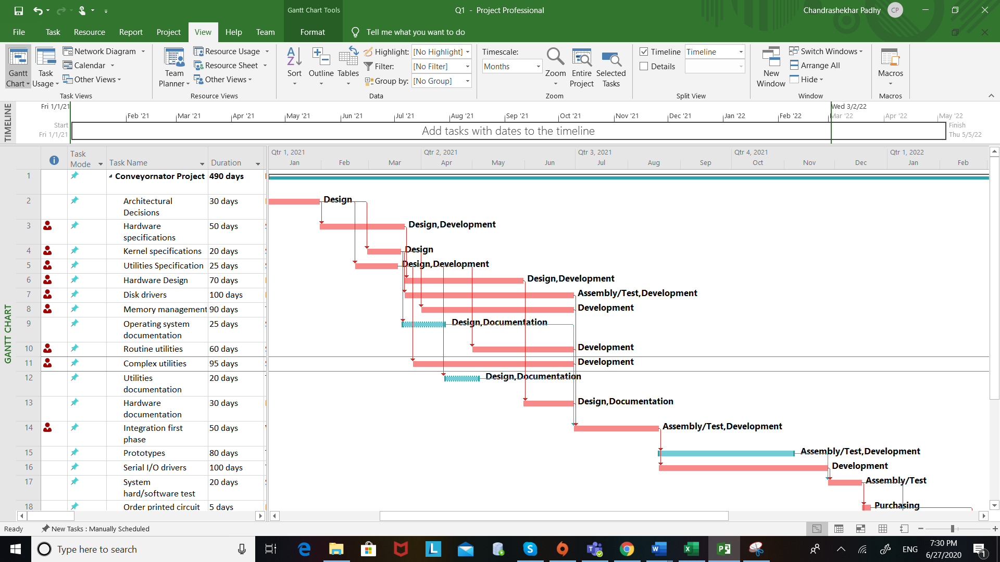 Gantt Chart Tools
Q1 - Project Professional
Chandrashekhar Padhy
CP
File
Task
Resource
Report
Project
View
Help
Team
Format
Tell me what you want to do
Gantt
Chart
Task
Usage
Network Diagram
Calendar
Other Views
Task Views
Team
Planner
Resource Usage
Resource Sheet
Other Views
Resource Views
A
Z
Sort
Outline
Tables
Highlight: [No Highlight]
Filter: [No Filter]
Group by: [No Group]
Data
Timescale:
Months
Zoom
Entire
Project
Selected
Tasks
Zoom
Timeline Timeline
Details
Split View
New
Window
Switch Windows
Arrange All
Hide
Window
Macros
Macros
TIMELINE
Fri 1/1/21
Wed 3/2/22
Feb '21 Mar '21 Apr '21 May '21 Jun '21 Jul '21 Aug '21 Sep '21 Oct '21 Nov '21 Dec '21 Jan '22 Feb '22 Mar '22 Apr '22 May '22
Start
Fri 1/1/21
Add tasks with dates to the timeline
Finish
Thu 5/5/22
GANTT CHART
Task
Mode
Task Name
Duration
Qtr 1, 2021 Qtr 2, 2021 Qtr 3, 2021 Qtr 4, 2021 Qtr 1, 2022
Jan Feb Mar Apr May Jun Jul Aug Sep Oct Nov Dec Jan Feb
1 Conveyornator Project 490 days
2 Architectural
Decisions
30 days
Design
3 Hardware
specifications
50 days
Design,Development
4 Kernel specifications 20 days
Design
5 Utilities Specification 25 days
Design,Development
6 Hardware Design 70 days
Design,Development
7 Disk drivers 100 days
Assembly/Test,Development
8 Memory management 90 days
Development
9 Operating system
documentation
25 days
Design,Documentation
10 Routine utilities 60 days
Development
11 Complex utilities 95 days
Development
12 Utilities
documentation
20 days
Design,Documentation
13 Hardware
documentation
30 days
Design,Documentation
14 Integration first
phase
50 days
Assembly/Test,Development
15 Prototypes 80 days
Assembly/Test,Development
16 Serial I/O drivers 100 days
Development
17 System
hard/software test
20 days
Assembly/Test
18 Order printed circuit 5 days
Purchasing
Ready
New Tasks : Manually Scheduled
Type here to search
ENG
7:30 PM
6/27/2020
1